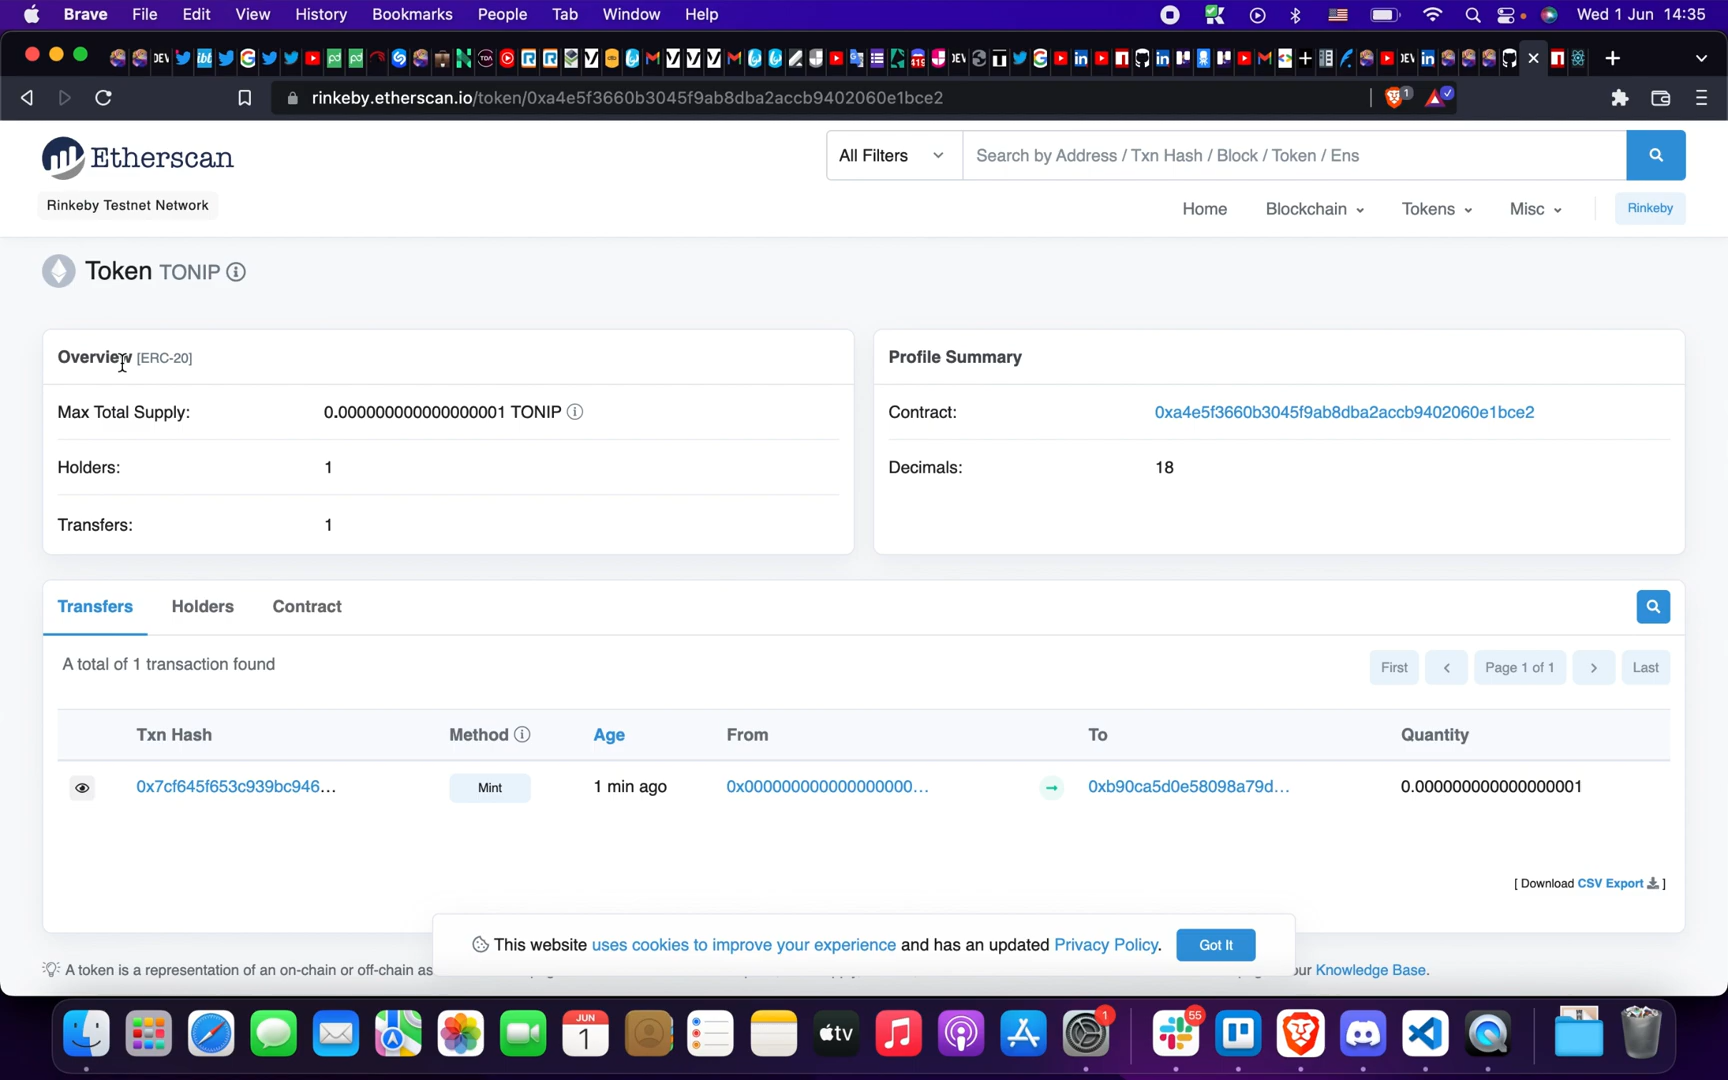 Brave File Edit View History Bookmarks People Tab Window Help Wed 1 Jun 14:35
rinkeby.etherscan.io/token/0xa4e5f3660b3045f9ab8dba2accb9402060e1bce2 1
Etherscan
All Filters Search by Address / Txn Hash / Block / Token / Ens
Rinkeby Testnet Network
Home Blockchain Tokens Misc Rinkeby
Token TONIP
Overview [ERC-20]
Max Total Supply: 0.000000000000000001 TONIP
Holders: 1
Transfers: 1
Profile Summary
Contract: 0xa4e5f3660b3045f9ab8dba2accb9402060e1bce2
Decimals: 18
Transfers Holders Contract
A total of 1 transaction found
First Page 1 of 1 Last
Txn Hash Method Age From To Quantity
0x7cf645f653c939bc946... Mint 1 min ago 0x000000000000000000... 0xb90ca5d0e58098a79d... 0.000000000000000001
[ Download CSV Export ]
This website uses cookies to improve your experience and has an updated Privacy Policy. Got It
A token is a representation of an on-chain or off-chain as
our Knowledge Base.
JUN
1
tv
1
55